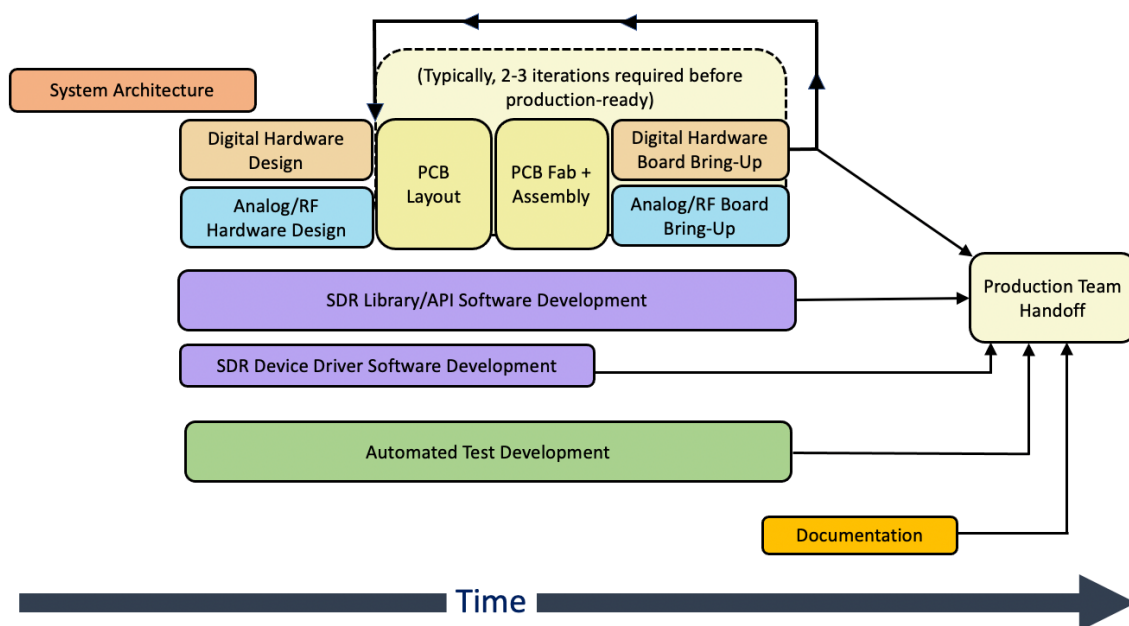 (Typically, 2-3 iterations required before
production-ready)
System Architecture
Digital Hardware
Design
Analog/RF
Hardware Design
PCB
Layout
PCB Fab +
Assembly
Digital Hardware
Board Bring-Up
Analog/RF Board
Bring-Up
SDR Library/API Software Development
Production Team
Handoff
SDR Device Driver Software Development
Automated Test Development
Documentation
Time